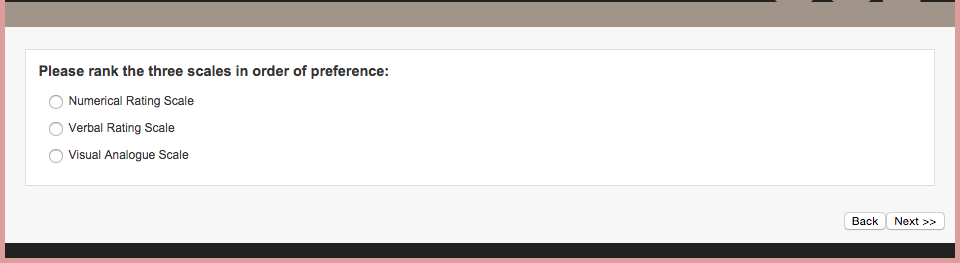 Please rank the three scales in order of preference:
Numerical Rating Scale
Verbal Rating Scale
Visual Analogue Scale
Back Next >>